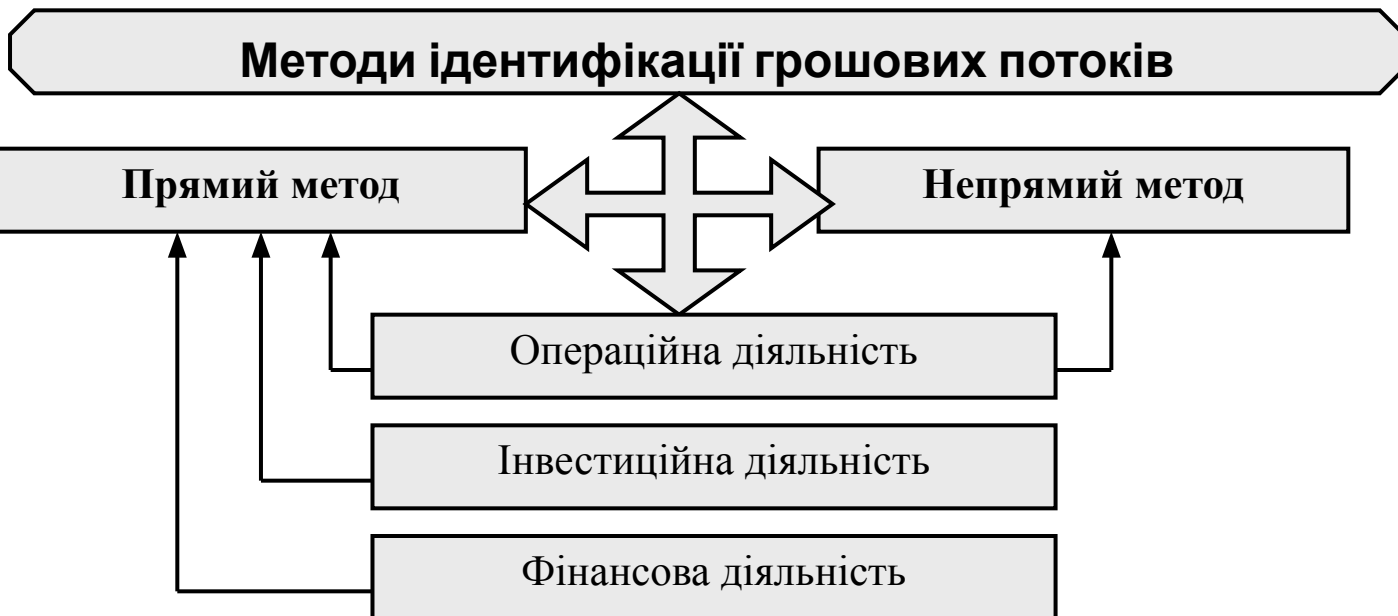 Методи ідентифікації грошових потоків
Прямий метод
Непрямий метод
Операційна діяльність
Інвестиційна діяльність
Фінансова діяльність